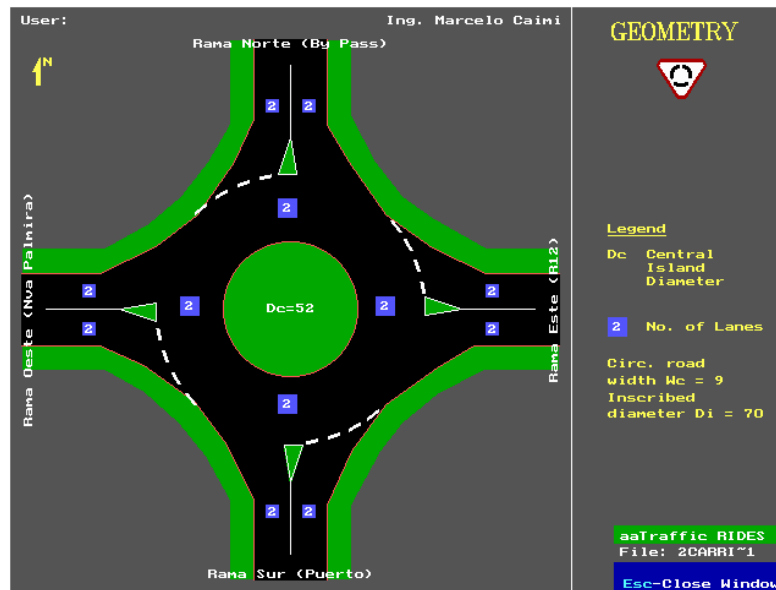 User:
Ing. Marcelo Caimi
Rama Norte (By Pass)
N
2 2
2
Rama Oeste (Nva Palmira)
2
2
2
Dc=52
2
2
2
Rama Este (R12)
2
2 2
Rama Sur (Puerto)
GEOMETRY
Legend
Dc Central
Island
Diameter
2 No. of Lanes
Circ. road
width Wc = 9
Inscribed
diameter Di = 70
aaTraffic RIDES
File: 2CARRI~1
Esc-Close Window